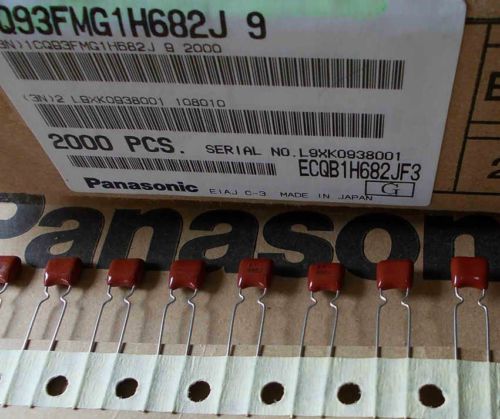 Q93FMG1H682J 9
(3N)1CQ93FMG1H682J 9 2000
(3N)2 L9XK0938001 108010
2000 PCS. SERIAL NO.L9XK0938001
ECQB1H682JF3
Panasonic EIAJ C-3 MADE IN JAPAN G
Panasonic